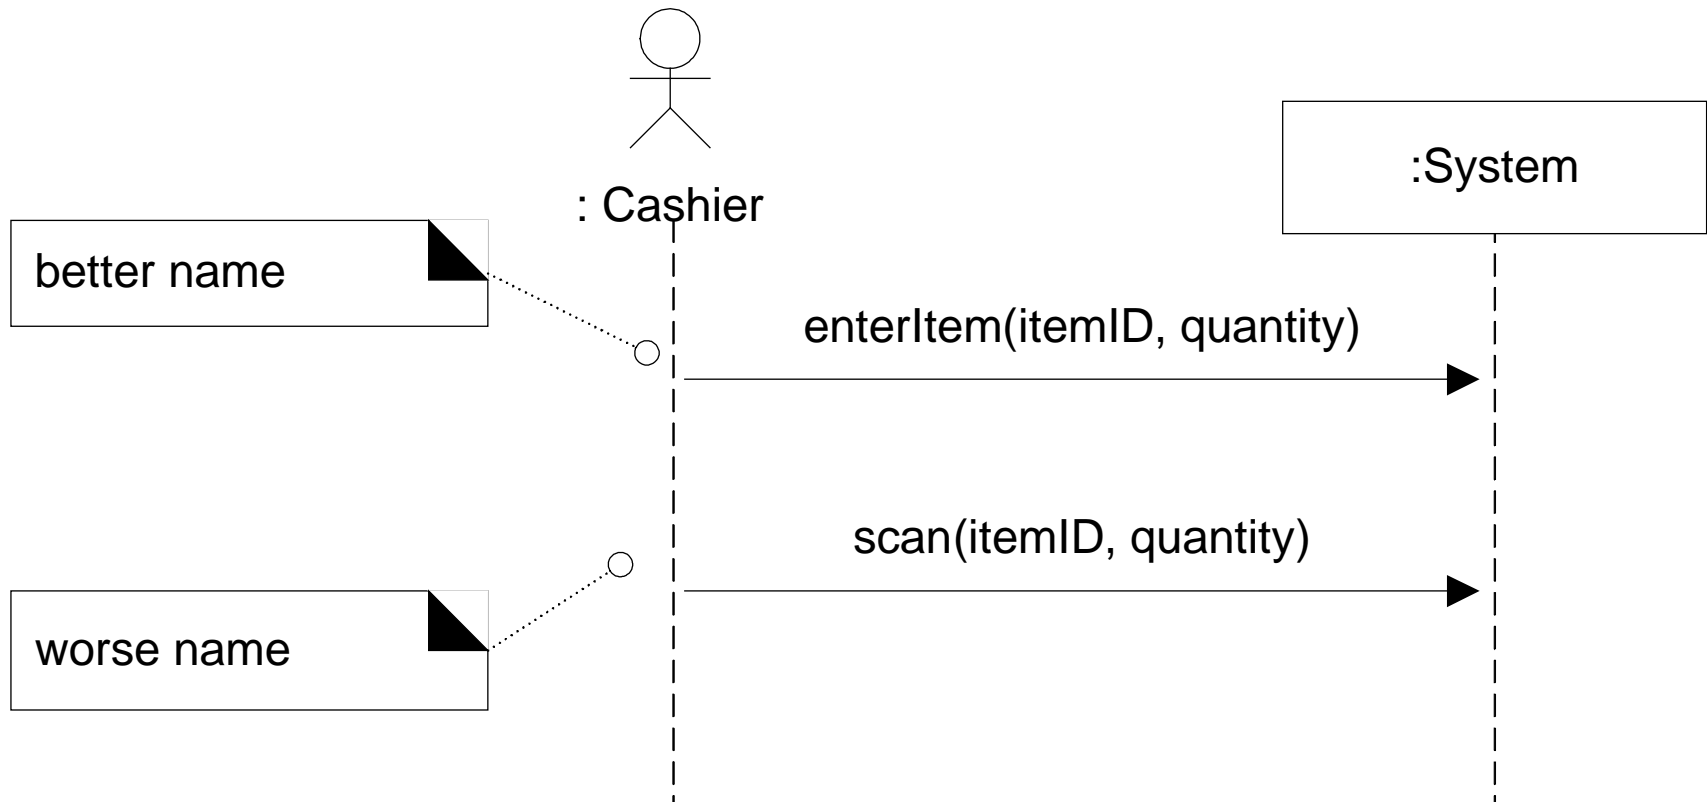 :System
: Cashier
better name
enterItem(itemID, quantity)
scan(itemID, quantity)
worse name